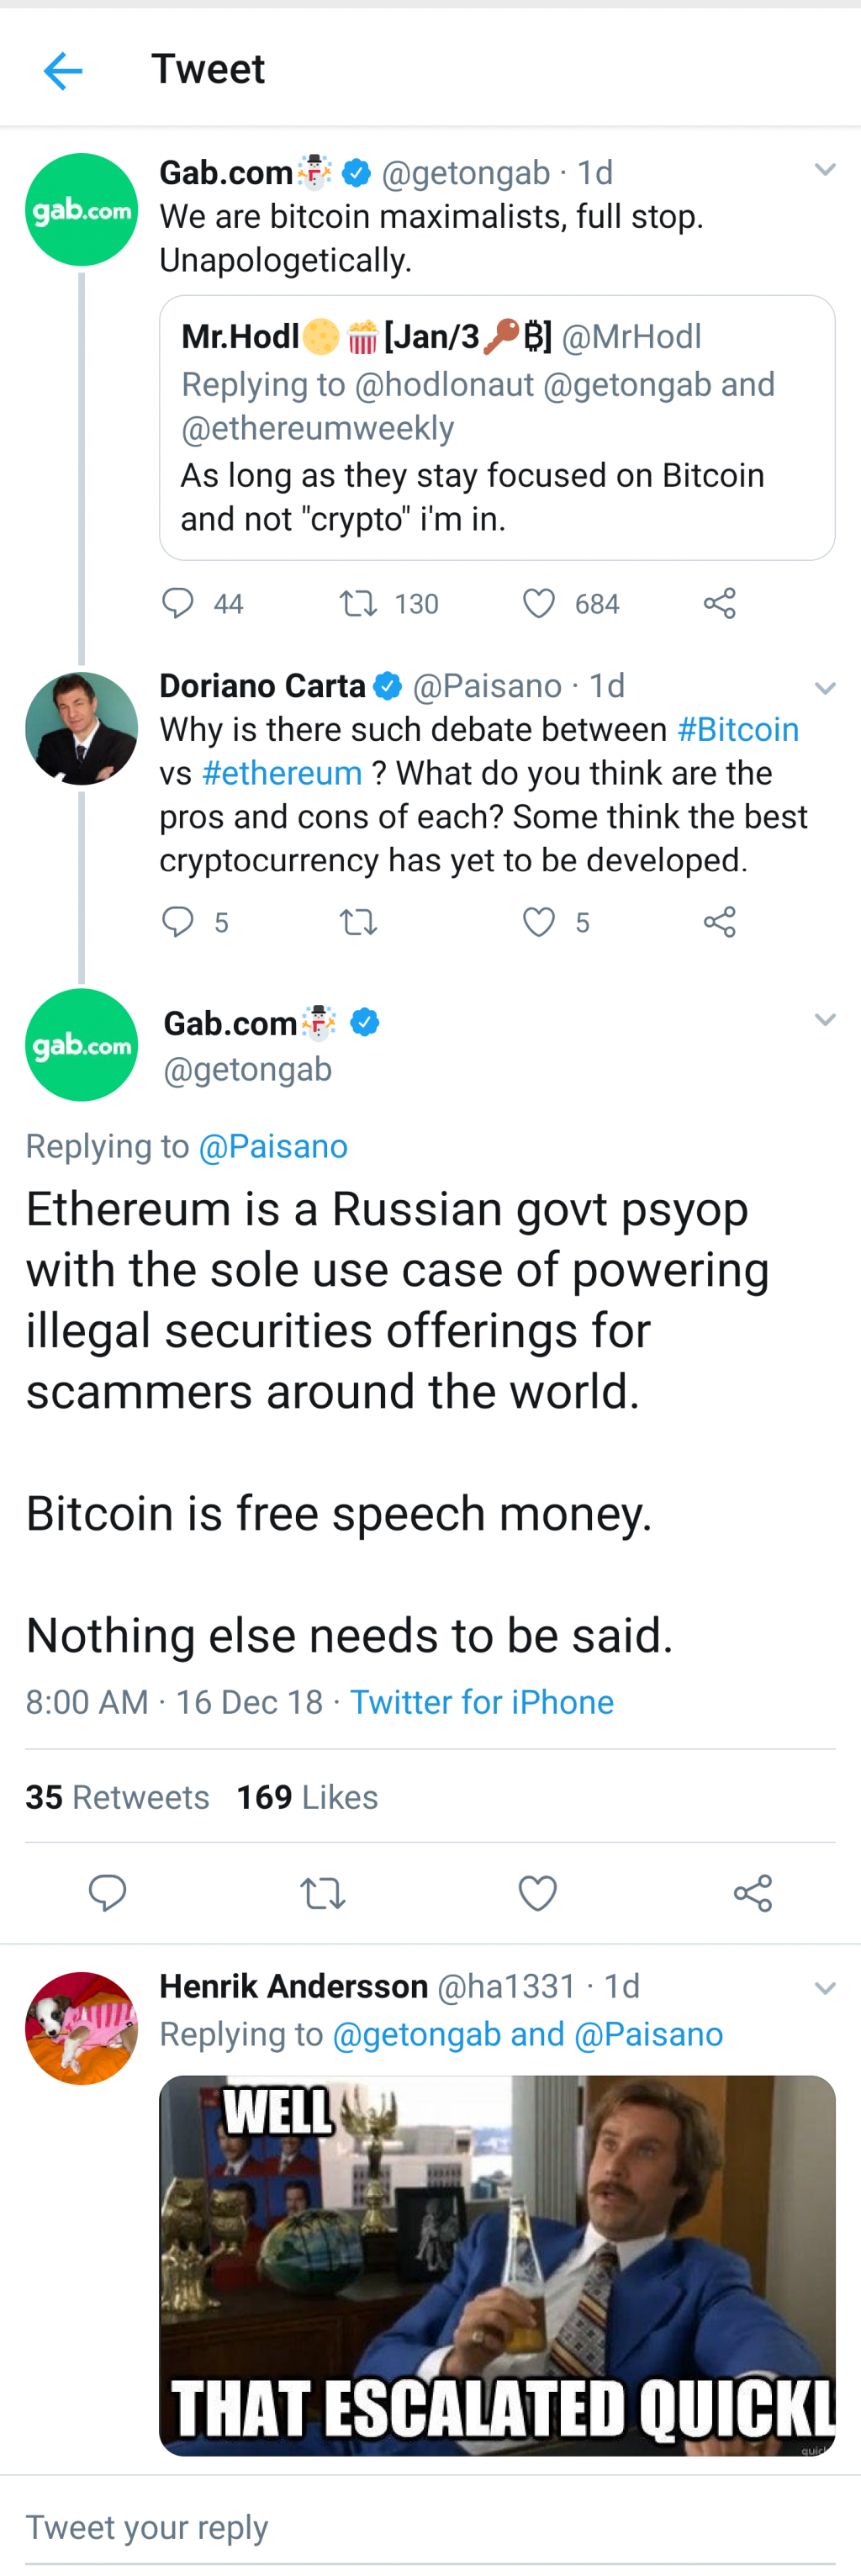 Tweet
Gab.com⛄ @getongab · 1d
gab.com
We are bitcoin maximalists, full stop.
Unapologetically.
Mr.Hodl🌕🍿[Jan/3🔑₿] @MrHodl
Replying to @hodlonaut @getongab and
@ethereumweekly
As long as they stay focused on Bitcoin
and not "crypto" i'm in.
44 130 684
Doriano Carta @Paisano · 1d
Why is there such debate between #Bitcoin
vs #ethereum ? What do you think are the
pros and cons of each? Some think the best
cryptocurrency has yet to be developed.
5 5
Gab.com⛄
gab.com
@getongab
Replying to @Paisano
Ethereum is a Russian govt psyop
with the sole use case of powering
illegal securities offerings for
scammers around the world.
Bitcoin is free speech money.
Nothing else needs to be said.
8:00 AM · 16 Dec 18 · Twitter for iPhone
35 Retweets 169 Likes
Henrik Andersson @ha1331 · 1d
Replying to @getongab and @Paisano
WELL
THAT ESCALATED QUICKL
Tweet your reply